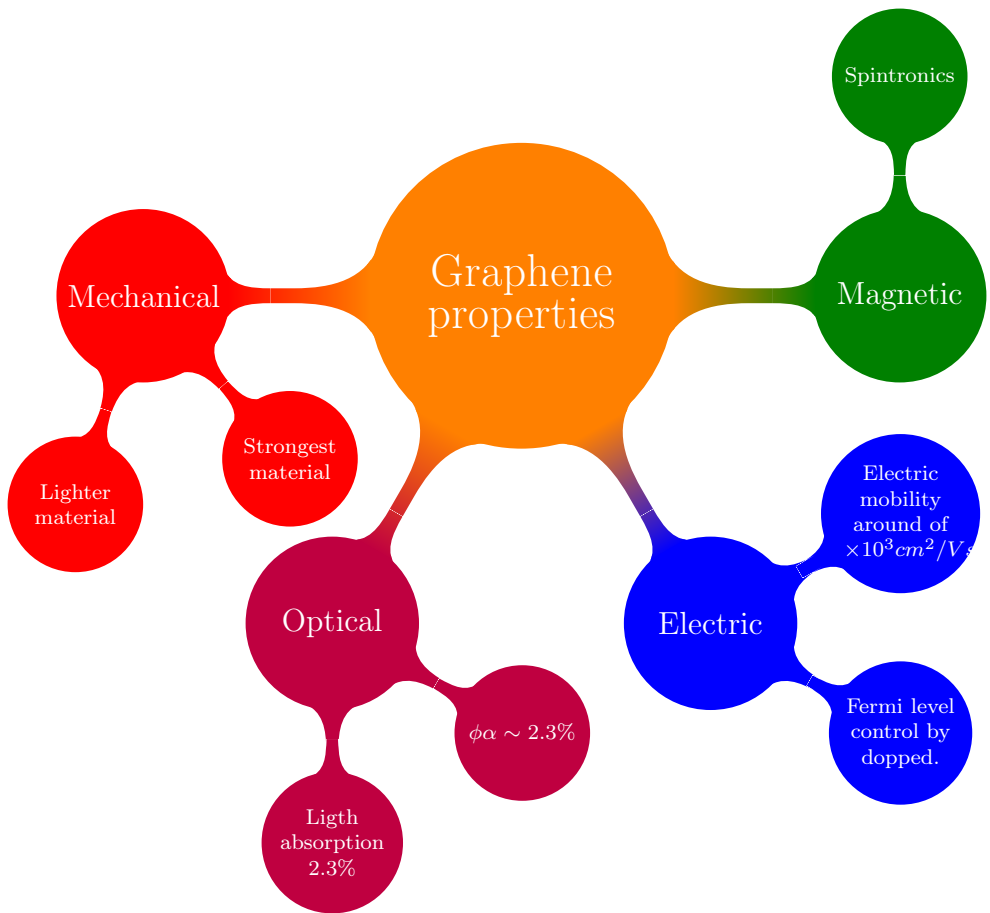 Spintronics
Graphene
properties
Mechanical
Magnetic
Strongest
material
Lighter
material
Electric
mobility
around of
×10³cm²/Vs
Optical
Electric
Fermi level
control by
dopped.
ϕα ∼ 2.3%
Ligth
absorption
2.3%